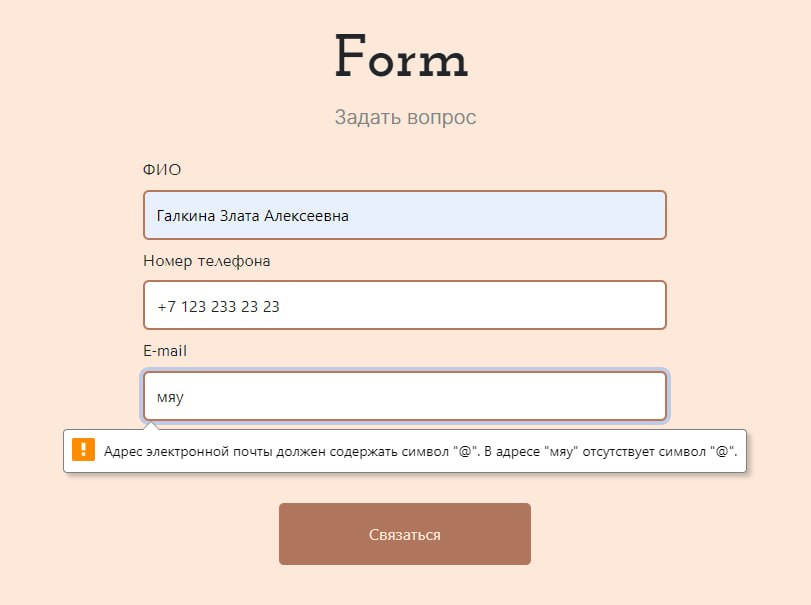 Form
Задать вопрос
ФИО
Галкина Злата Алексеевна
Номер телефона
+7 123 233 23 23
E-mail
мяу
! Адрес электронной почты должен содержать символ "@". В адресе "мяу" отсутствует символ "@".
Связаться